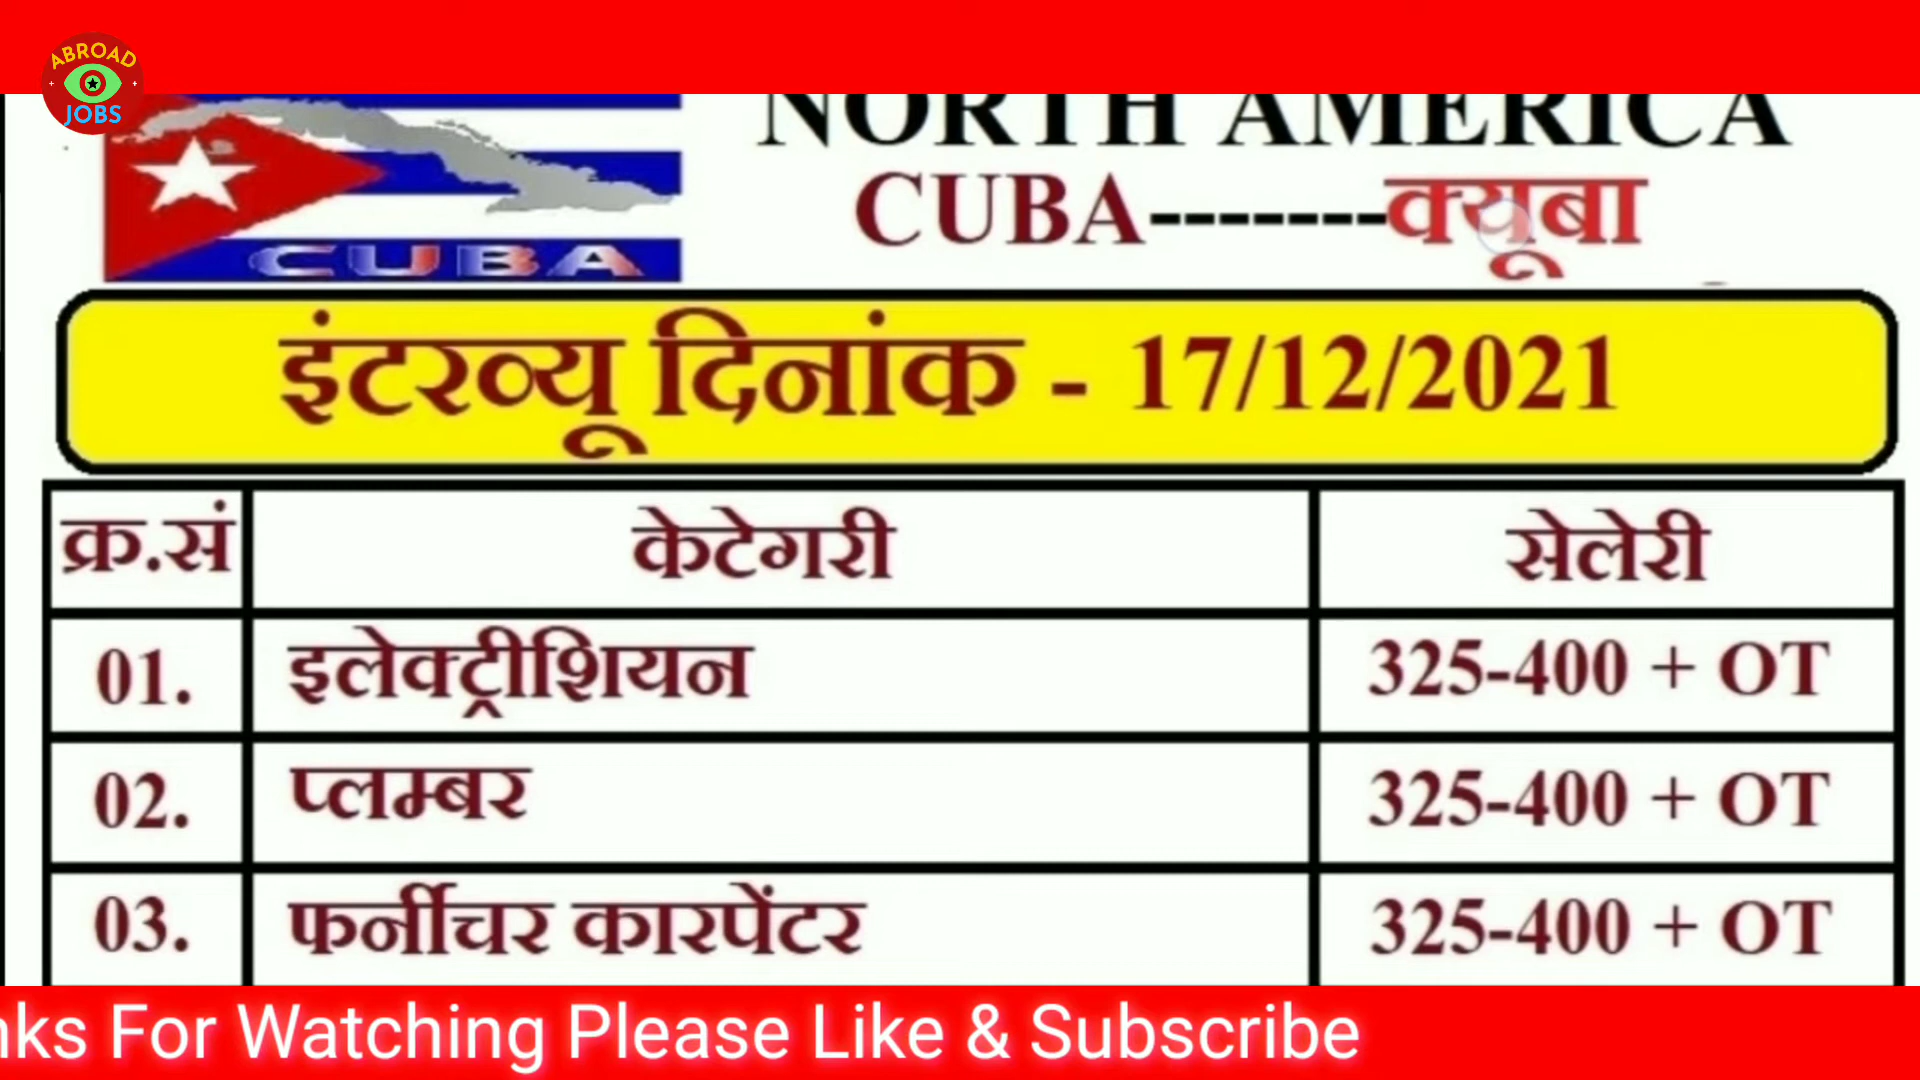 ABROAD
JOBS
NORTH AMERICA
CUBA-------क्यूबा
CUBA
इंटरव्यू दिनांक - 17/12/2021
क्र.सं केटेगरी सेलेरी
01. इलेक्ट्रीशियन 325-400 + OT
02. प्लम्बर 325-400 + OT
03. फर्नीचर कारपेंटर 325-400 + OT
nks For Watching Please Like & Subscribe